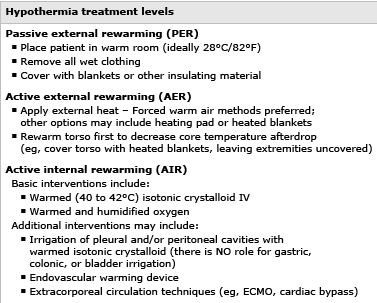 Hypothermia treatment levels
Passive external rewarming (PER)
▪ Place patient in warm room (ideally 28°C/82°F)
▪ Remove all wet clothing
▪ Cover with blankets or other insulating material
Active external rewarming (AER)
▪ Apply external heat – Forced warm air methods preferred;
other options may include heating pad or heated blankets
▪ Rewarm torso first to decrease core temperature afterdrop
(eg, cover torso with heated blankets, leaving extremities uncovered)
Active internal rewarming (AIR)
Basic interventions include:
▪ Warmed (40 to 42°C) isotonic crystalloid IV
▪ Warmed and humidified oxygen
Additional interventions may include:
▪ Irrigation of pleural and/or peritoneal cavities with
warmed isotonic crystalloid (there is NO role for gastric,
colonic, or bladder irrigation)
▪ Endovascular warming device
▪ Extracorporeal circulation techniques (eg, ECMO, cardiac bypass)